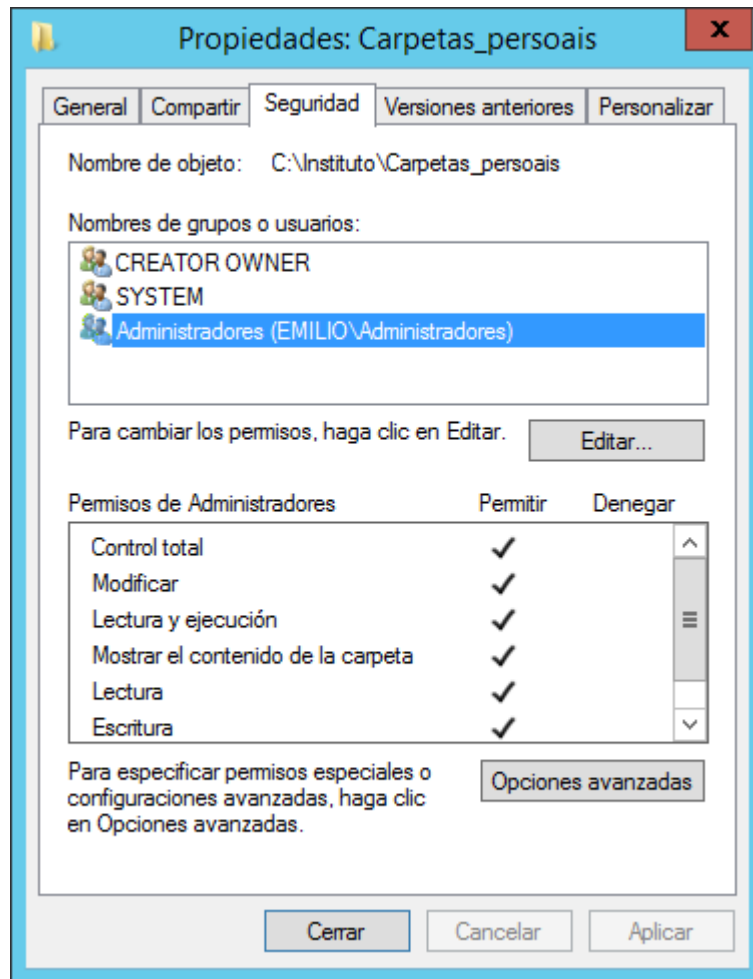 Propiedades: Carpetas_persoais
x
General Compartir Seguridad Versiones anteriores Personalizar
Nombre de objeto: C:\Instituto\Carpetas_persoais
Nombres de grupos o usuarios:
CREATOR OWNER
SYSTEM
Administradores (EMILIO\Administradores)
Para cambiar los permisos, haga clic en Editar. Editar...
Permisos de Administradores Permitir Denegar
Control total
Modificar
Lectura y ejecución
Mostrar el contenido de la carpeta
Lectura
Escritura
Para especificar permisos especiales o
configuraciones avanzadas, haga clic
en Opciones avanzadas.
Opciones avanzadas
Cerrar Cancelar Aplicar